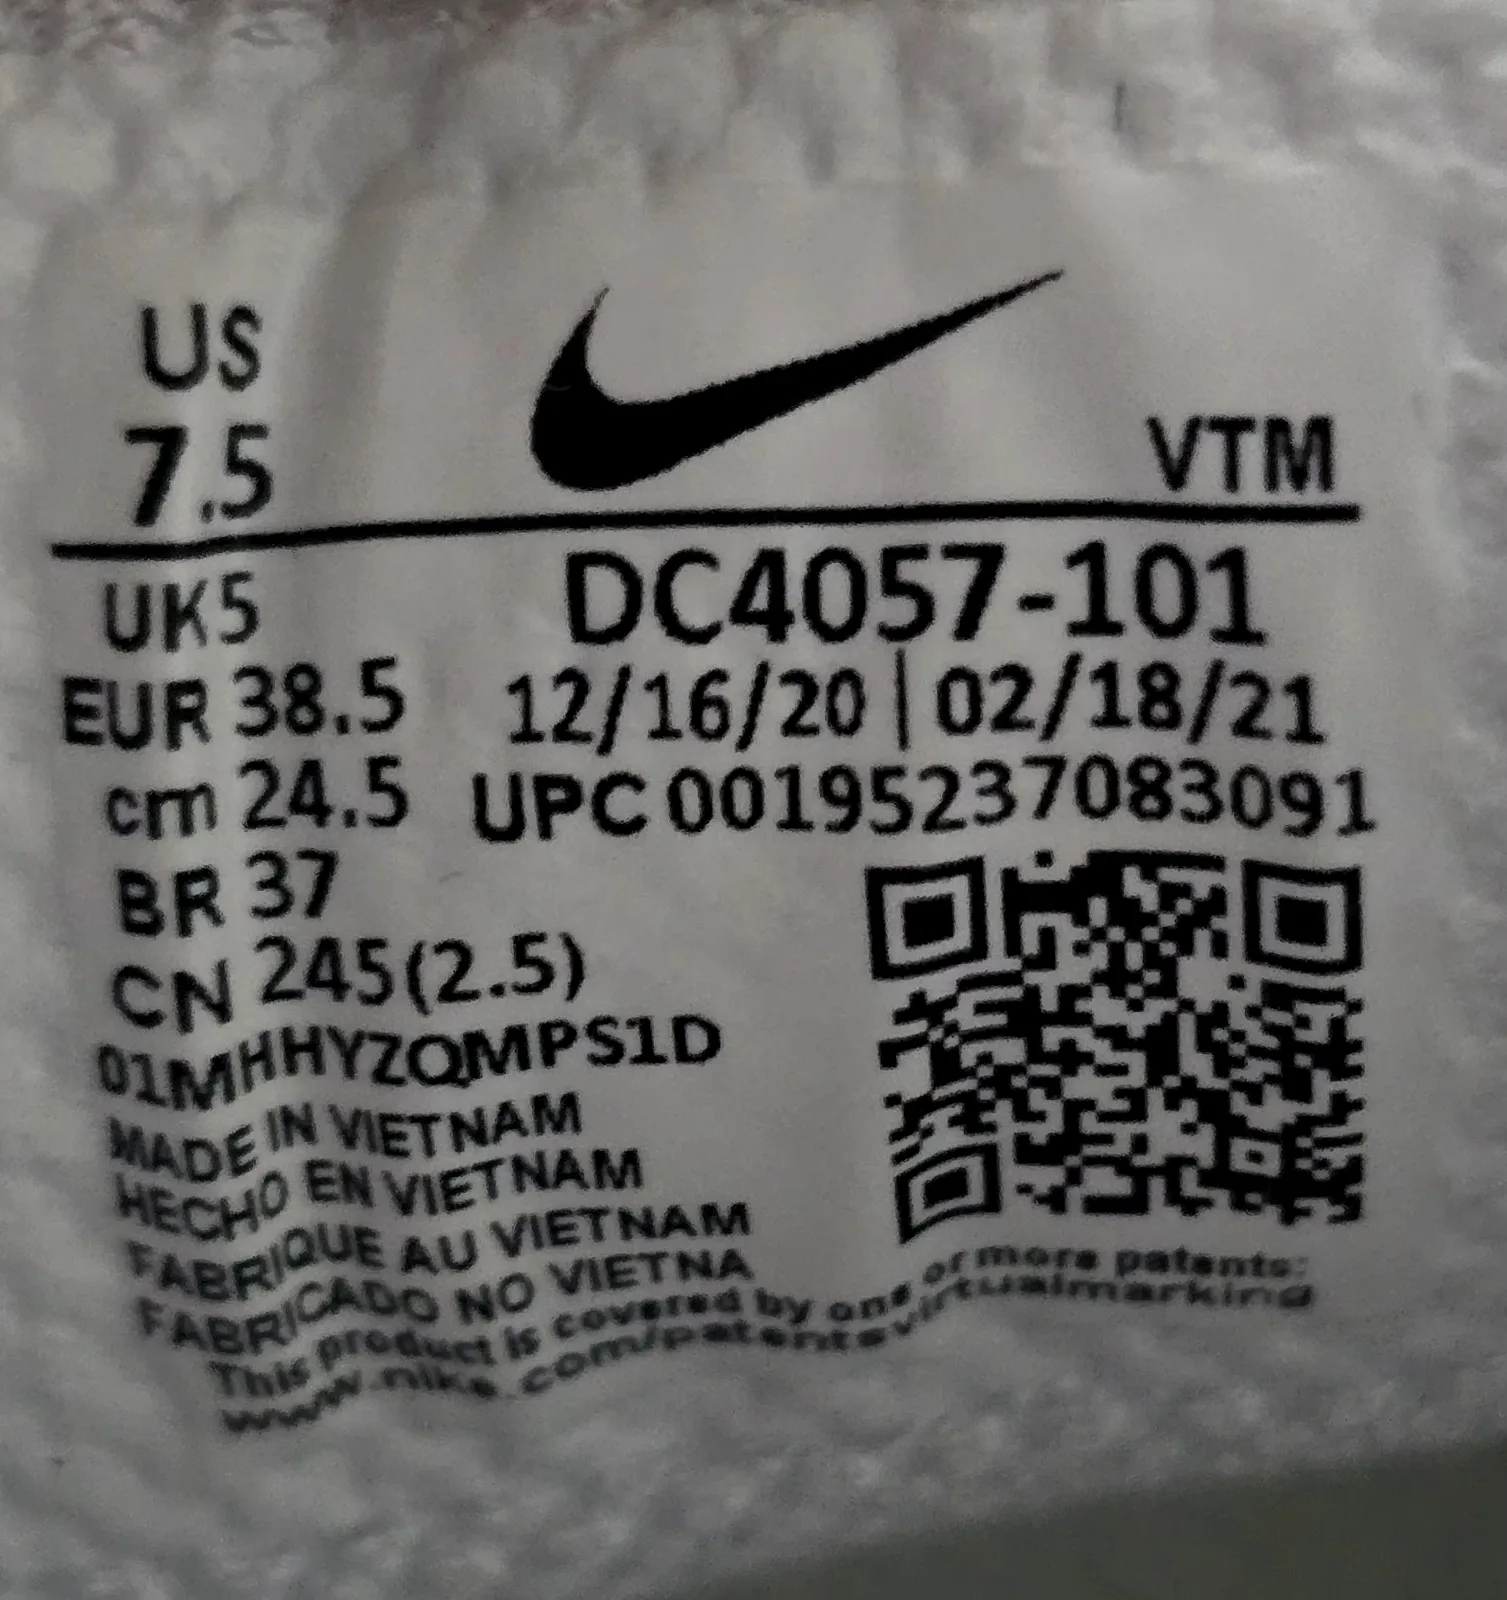 US
7.5
VTM
UK5
DC4057-101
EUR 38.5
12/16/20 | 02/18/21
cm 24.5
UPC 00195237083091
BR 37
CN 245(2.5)
01MHHYZQMPS1D
MADE IN VIETNAM
HECHO EN VIETNAM
FABRIQUE AU VIETNAM
FABRICADO NO VIETNA
This product is covered by one or more patents:
www.nike.com/patentsvirtualmarking